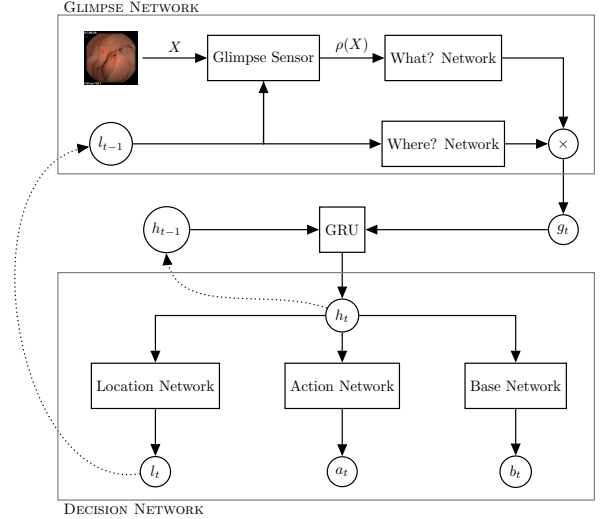 GLIMPSE NETWORK
X
Glimpse Sensor
ρ(X)
What? Network
l_{t−1}
Where? Network
×
h_{t−1}
GRU
g_t
h_t
Location Network
Action Network
Base Network
l_t
a_t
b_t
DECISION NETWORK